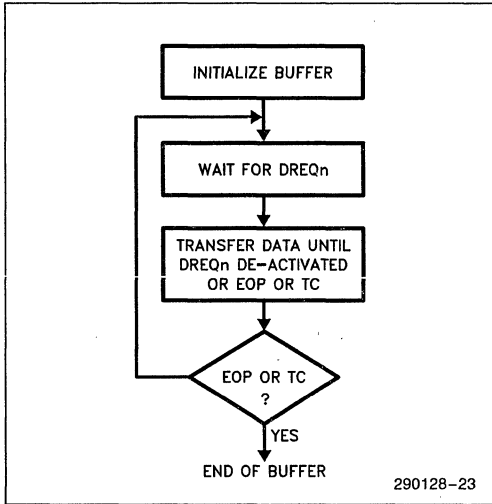 INITIALIZE BUFFER
WAIT FOR DREQn
TRANSFER DATA UNTIL
DREQn DE-ACTIVATED
OR EOP OR TC
EOP OR TC
?
YES
END OF BUFFER
290128-23